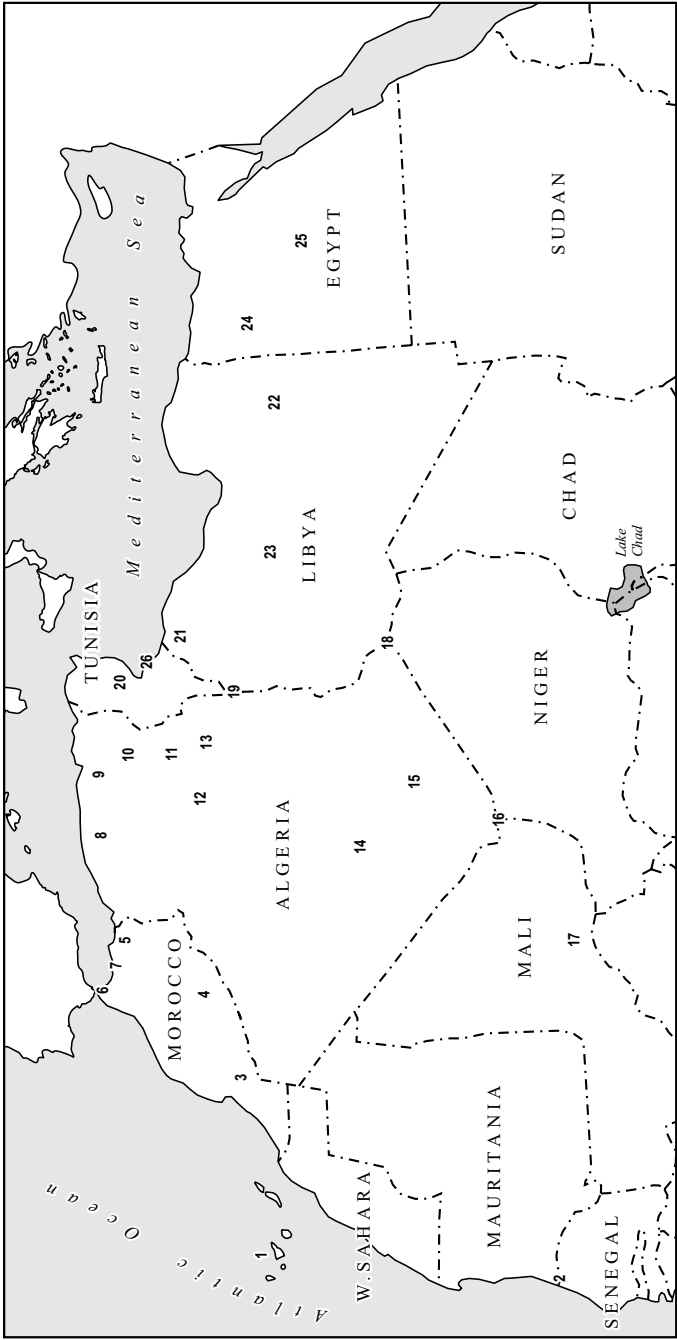 Atlantic Ocean
Mediterranean Sea
TUNISIA
MOROCCO
ALGERIA
LIBYA
EGYPT
W.SAHARA
MAURITANIA
MALI
NIGER
CHAD
SUDAN
SENEGAL
Lake
Chad
1
2
3
4
5
6
7
8
9
10
11
12
13
14
15
16
17
18
19
20
21
22
23
24
25
26